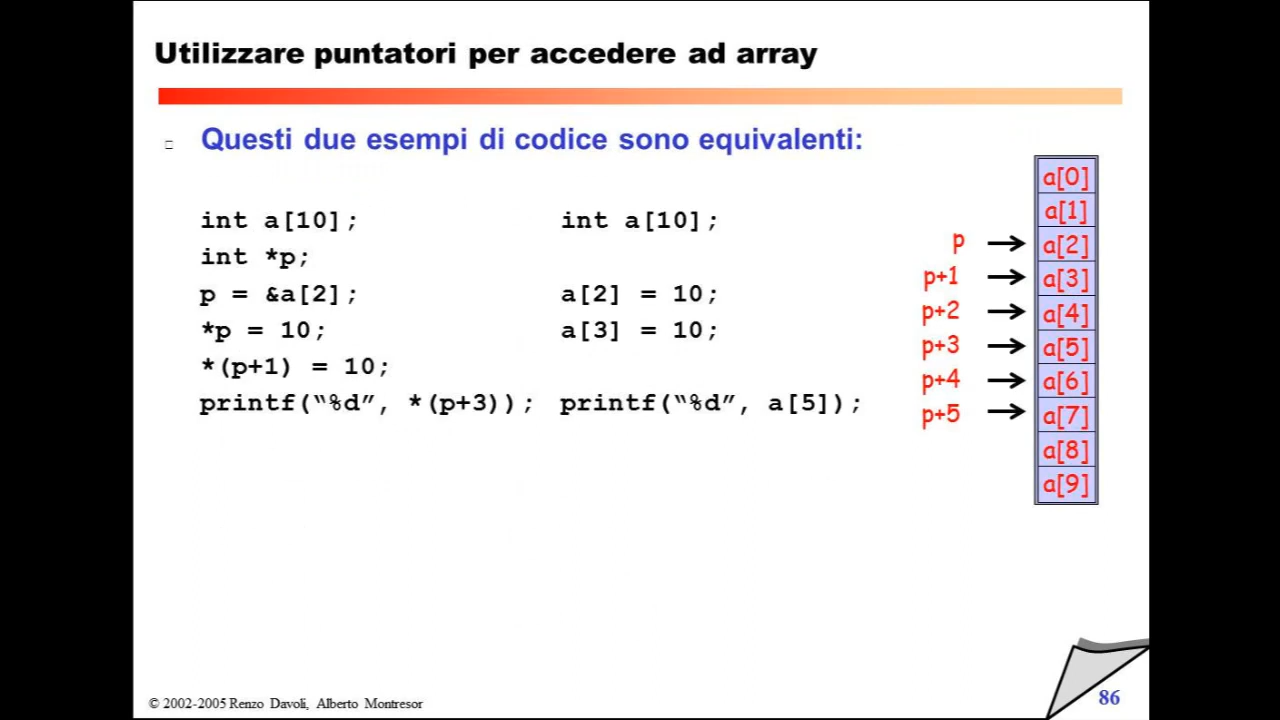 Utilizzare puntatori per accedere ad array
Questi due esempi di codice sono equivalenti:
int a[10];
int *p;
p = &a[2];
*p = 10;
*(p+1) = 10;
printf(“%d”, *(p+3));
int a[10];
a[2] = 10;
a[3] = 10;
printf(“%d”, a[5]);
p
p+1
p+2
p+3
p+4
p+5
a[0]
a[1]
a[2]
a[3]
a[4]
a[5]
a[6]
a[7]
a[8]
a[9]
© 2002-2005 Renzo Davoli, Alberto Montresor
86